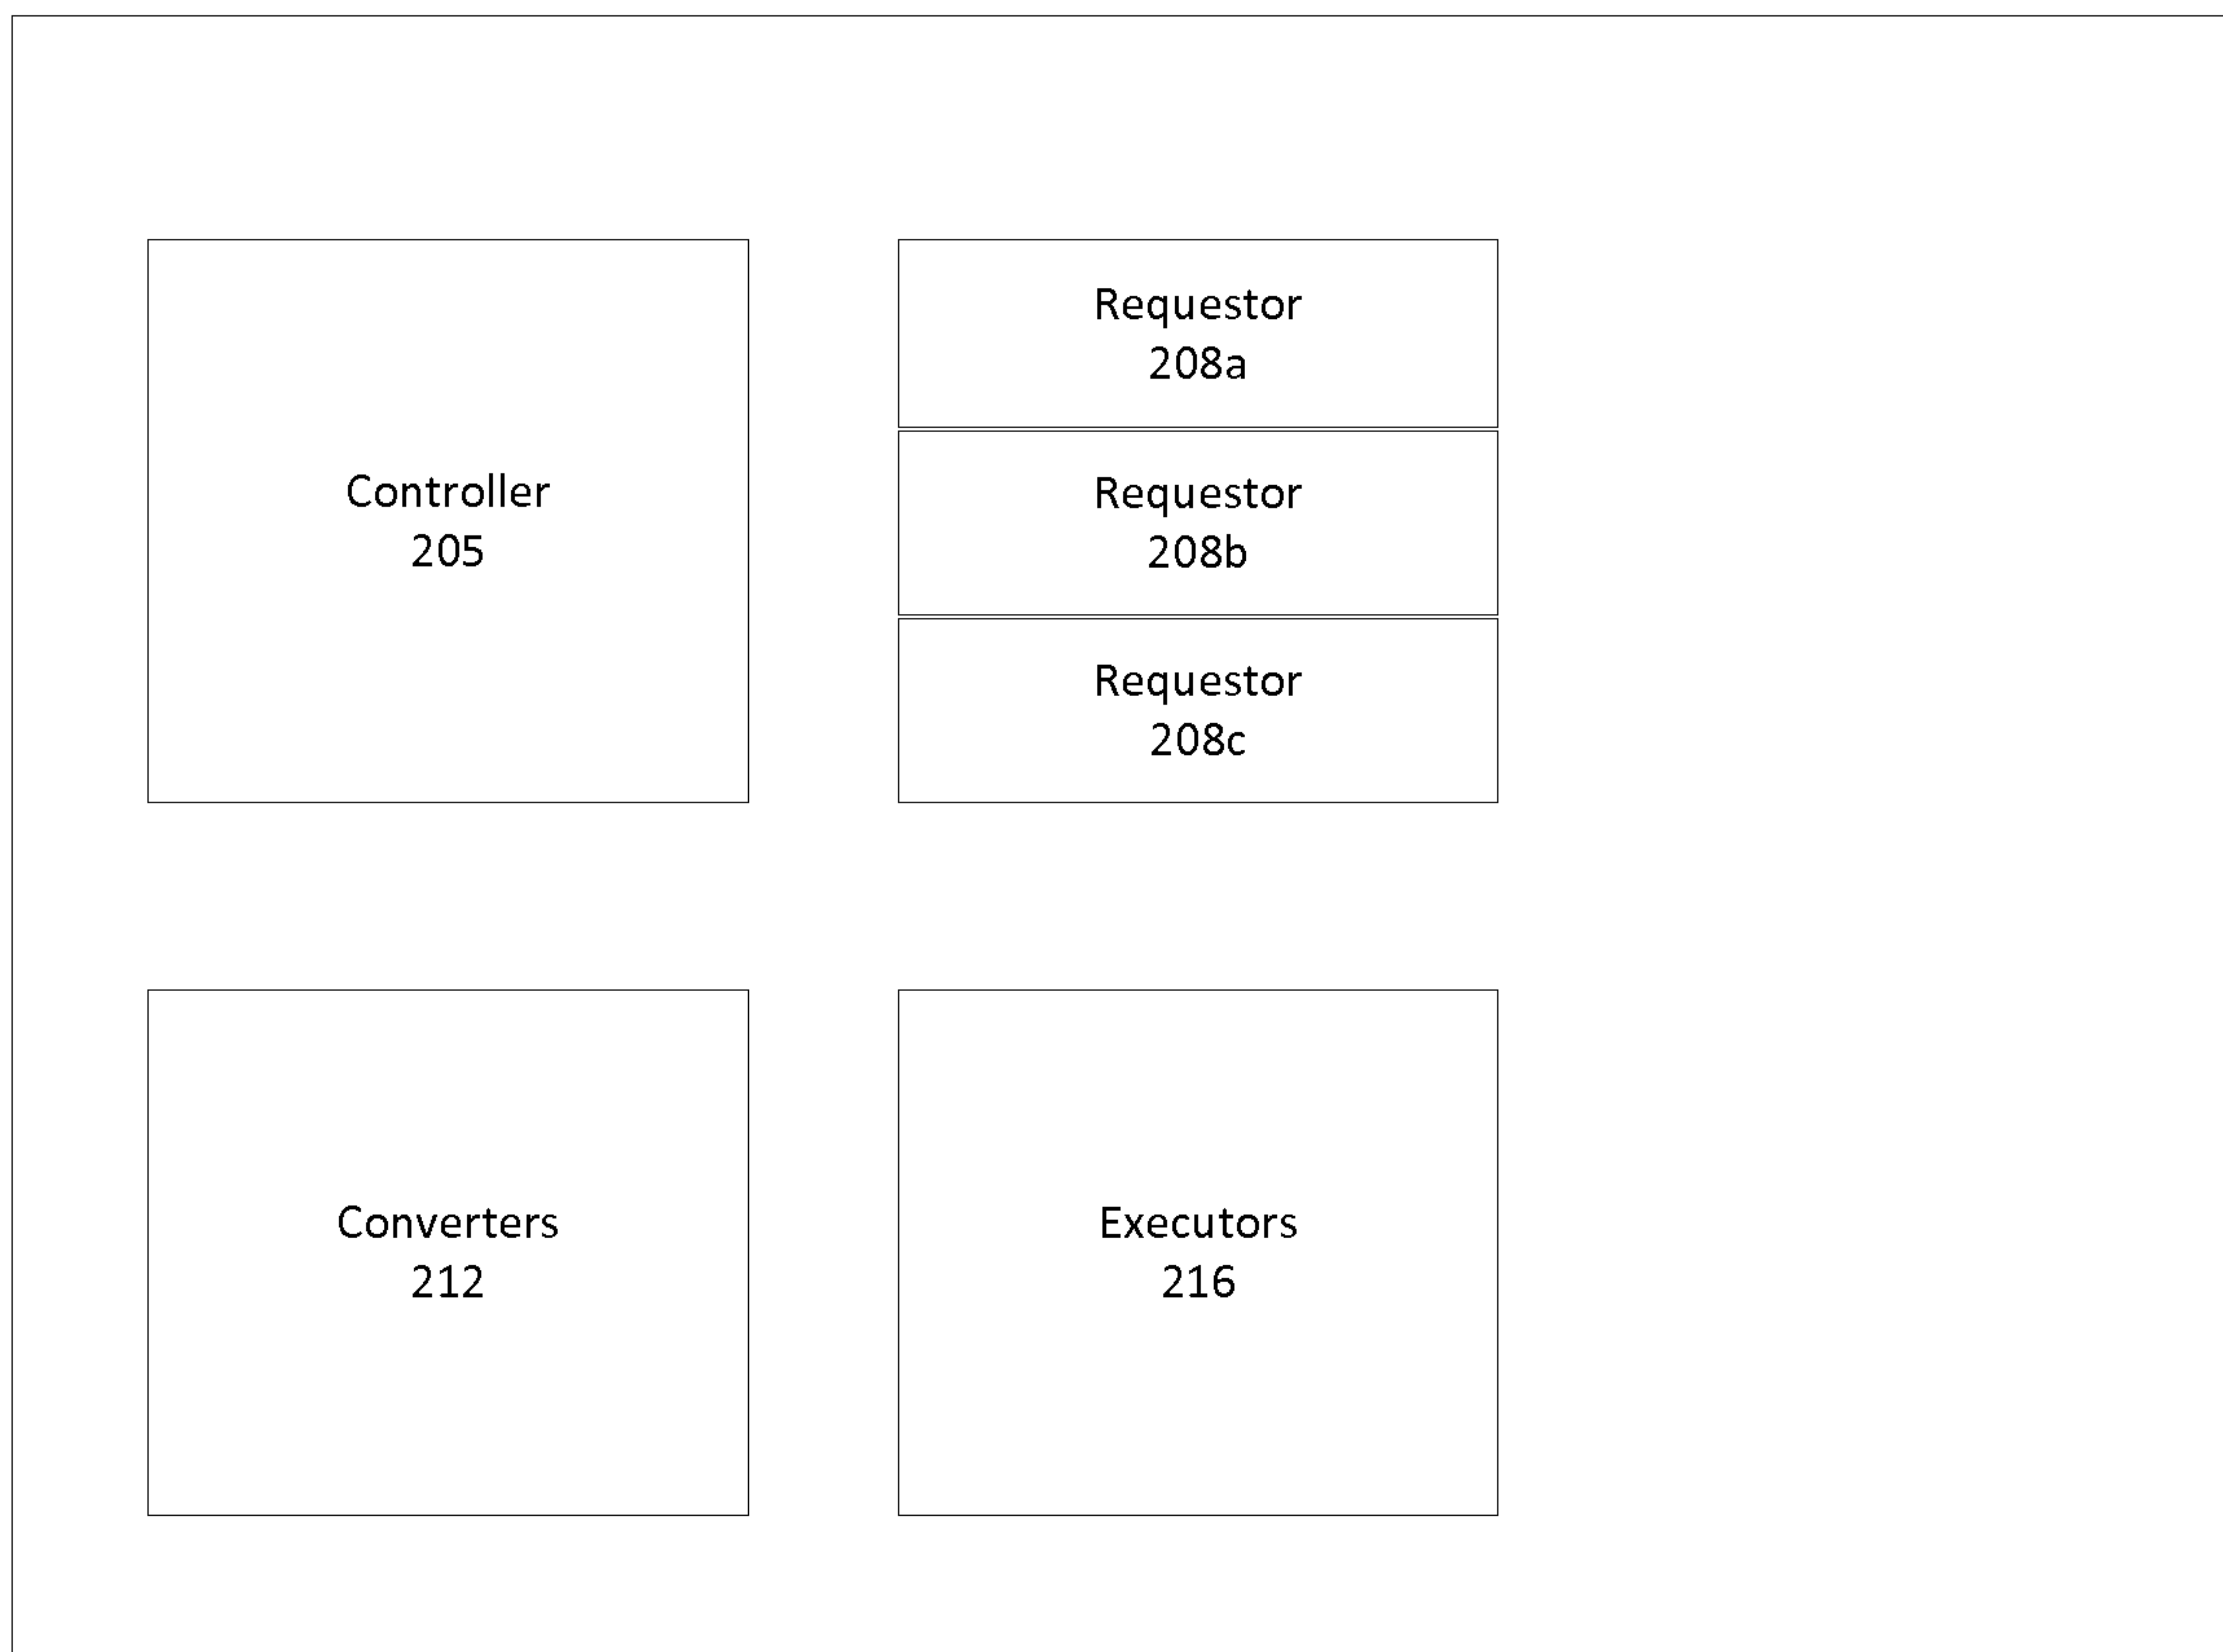 Controller
205
Requestor
208a
Requestor
208b
Requestor
208c
Converters
212
Executors
216